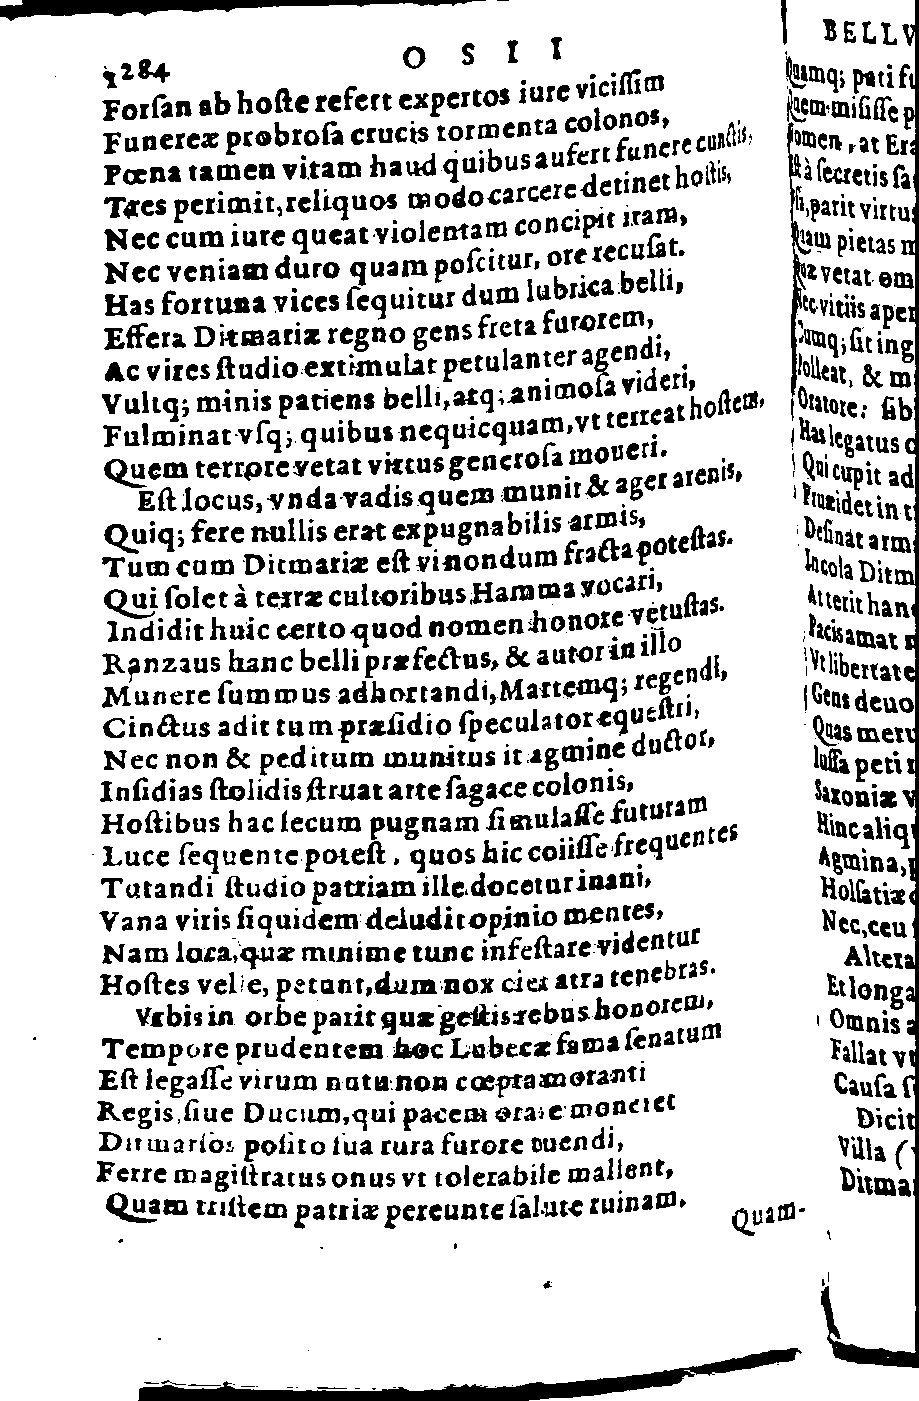 1284 OSII
Forſan ab hoſte refert expertos iure viciſſim
Funereæ probroſa crucis tormenta colonos,
Pœna tamen vitam haud quibus aufert funere cunctis,
Tres perimit, reliquos modo carcere detinet hoſtis,
Nec cum iure queat violentam concipit iram,
Nec veniam duro quam poſcitur, ore recuſat.
Has fortuna vices ſequitur dum lubrica belli,
Effera Ditmariæ regno gens freta furorem,
Ac vires ſtudio extimulat petulanter agendi,
Vultq; minis patiens belli, atq; animoſa videri,
Fulminat vſq; quibus nequicquam, vt terreat hoſtem,
Quem terrore vetat virtus generoſa moueri.
Eſt locus, vnda vadis quem munit & ager arenis,
Quiq; fere nullis erat expugnabilis armis,
Tum cum Ditmariæ eſt vi nondum fracta poteſtas.
Qui ſolet à terræ cultoribus Hamma vocari,
Indidit huic certo quod nomen honore vetuſtas.
Ranzaus hanc belli præfectus, & autor in illo
Munere ſummus adhortandi, Martemq; regendi,
Cinctus adit tum præſidio ſpeculator equeſtri,
Nec non & peditum munitus it agmine ductor,
Inſidias ſtolidis ſtruat arte ſagace colonis,
Hoſtibus hac ſecum pugnam ſimulaſſe futuram
Luce ſequente poteſt, quos hic coiiſſe frequentes
Tutandi ſtudio patriam ille docetur inani,
Vana viris ſiquidem deludit opinio mentes,
Nam loca, quæ minime tunc infeſtare videntur
Hoſtes velle, petunt, dum nox ciet atra tenebras.
Vrbis in orbe parit quæ geſtis rebus honorem,
Tempore prudentem hoc Lubecæ fama ſenatum
Eſt legaſſe virum natu non cœpta moranti
Regis, ſiue Ducum, qui pacem orare moneret
Ditmarſos poſito ſua rura furore tuendi,
Ferre magiſtratus onus vt tolerabile mallent,
Quam triſtem patriæ pereunte ſalute ruinam.
Quam-
BELLV
Quamq; pati fu
Quem miſiſſe p
Nomen, at Era
Eſt à ſecretis ſa
parit virtu
Quam pietas m
Quæ vetat om
Nec vitiis aper
Cumq; ſit ing
Polleat, & m
Oratore: ſib
Has legatus c
Qui cupit ad
Præſidet in t
Deſinat arm
Incola Ditm
Atterit hanc
Pacis amat n
Vt libertate
Gens deuo
Quas metu
Iuſſa peti r
Saxoniæ v
Hinc aliqu
Agmina, p
Holſatiæ c
Nec, ceu
Altera
Et longa
Omnis a
Fallat vt
Cauſa ſ
Dicit
Villa (
Ditma